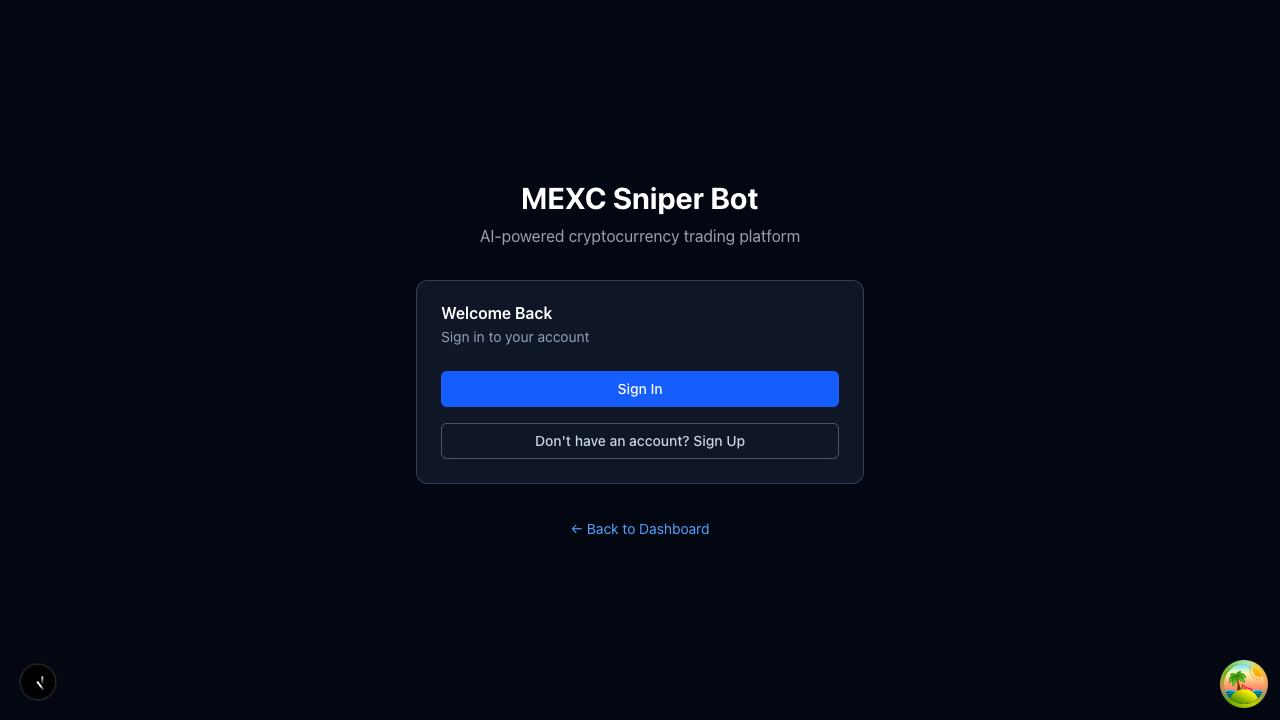 MEXC Sniper Bot
AI-powered cryptocurrency trading platform
Welcome Back
Sign in to your account
Sign In
Don't have an account? Sign Up
← Back to Dashboard